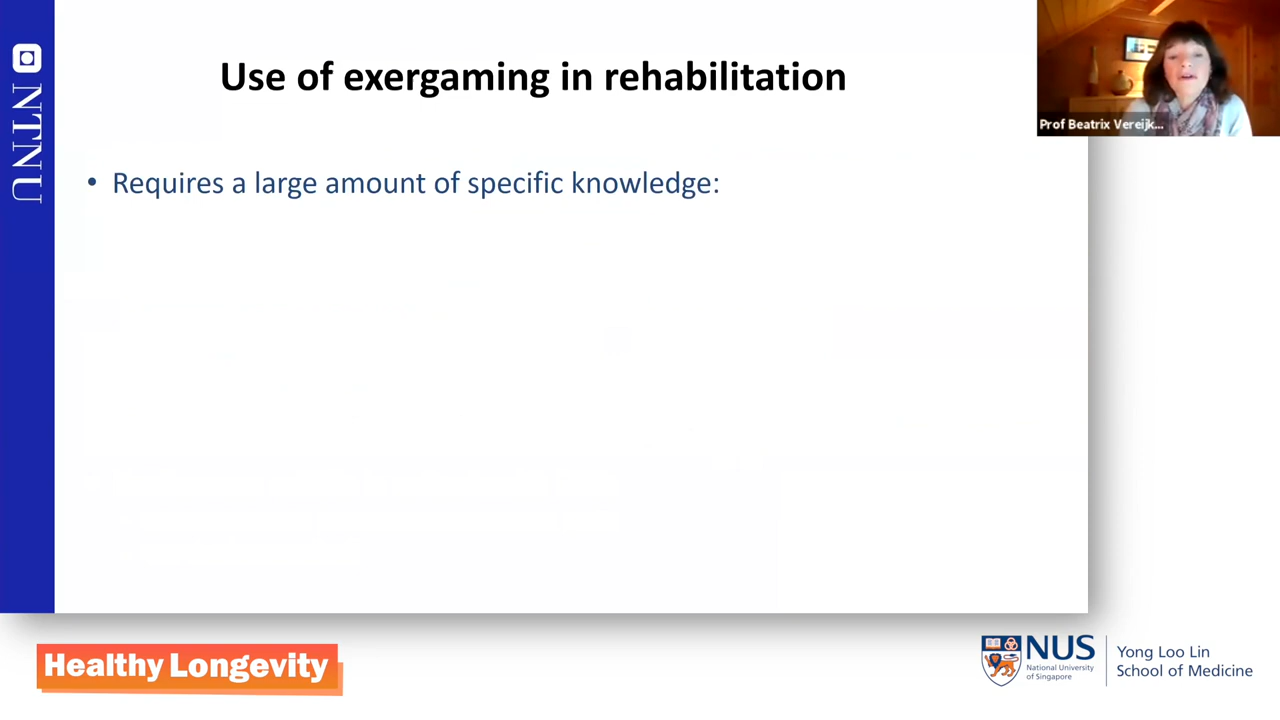 NTNU
Use of exergaming in rehabilitation
Prof Beatrix Vereijk...
• Requires a large amount of specific knowledge:
Healthy Longevity
NUS
National University
of Singapore
Yong Loo Lin
School of Medicine